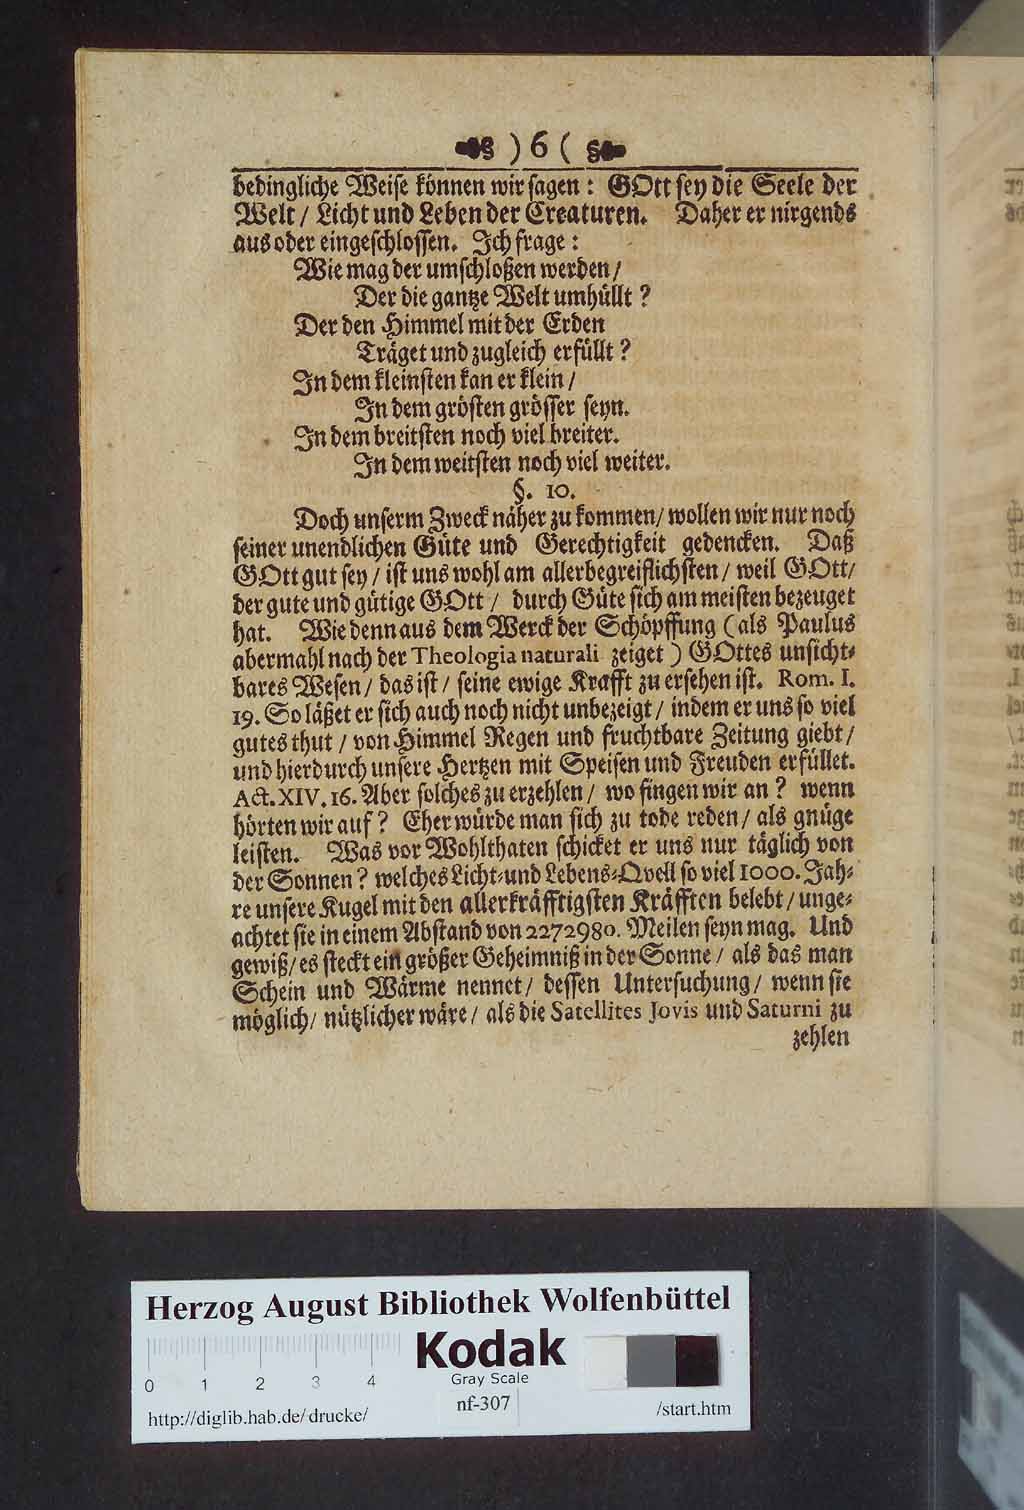 ) 6 (
bedingliche Weise können wir sagen: GOtt sey die Seele der
Welt / Licht und Leben der Creaturen. Daher er nirgends
aus oder eingeschlossen. Ich frage:
Wie mag der umschloßen werden /
Der die gantze Welt umhüllt?
Der den Himmel mit der Erden
Träget und zugleich erfüllt?
In dem kleinsten kan er klein /
In dem grösten grösser seyn.
In dem breitsten noch viel breiter.
In dem weitsten noch viel weiter.
§. 10.
Doch unserm Zweck näher zu kommen / wollen wir nur noch
seiner unendlichen Güte und Gerechtigkeit gedencken. Daß
GOtt gut sey / ist uns wohl am allerbegreiflichsten / weil GOtt /
der gute und gütige GOtt / durch Güte sich am meisten bezeuget
hat. Wie denn aus dem Werck der Schöpffung (als Paulus
abermahl nach der Theologia naturali zeiget) GOttes unsicht-
bares Wesen / das ist / seine ewige Krafft zu ersehen ist. Rom. I.
19. So läßet er sich auch noch nicht unbezeigt / indem er uns so viel
gutes thut / von Himmel Regen und fruchtbare Zeitung giebt /
und hierdurch unsere Hertzen mit Speisen und Freuden erfüllet.
Act. XIV. 16. Aber solches zu erzehlen / wo fingen wir an? wenn
hörten wir auf? Eher würde man sich zu tode reden / als gnüge
leisten. Was vor Wohlthaten schicket er uns nur täglich von
der Sonnen? welches Licht- und Lebens-Qvell so viel 1000. Jah-
re unsere Kugel mit den allerkräfftigsten Kräfften belebt / unge-
achtet sie in einem Abstand von 2272980. Meilen seyn mag. Und
gewiß / es steckt ein größer Geheimniß in der Sonne / als das man
Schein und Wärme nennet / dessen Untersuchung / wenn sie
möglich / nützlicher wäre / als die Satellites Jovis und Saturni zu
zehlen
Herzog August Bibliothek Wolfenbüttel
Kodak
Gray Scale
0 1 2 3 4
nf-307
http://diglib.hab.de/drucke/
/start.htm